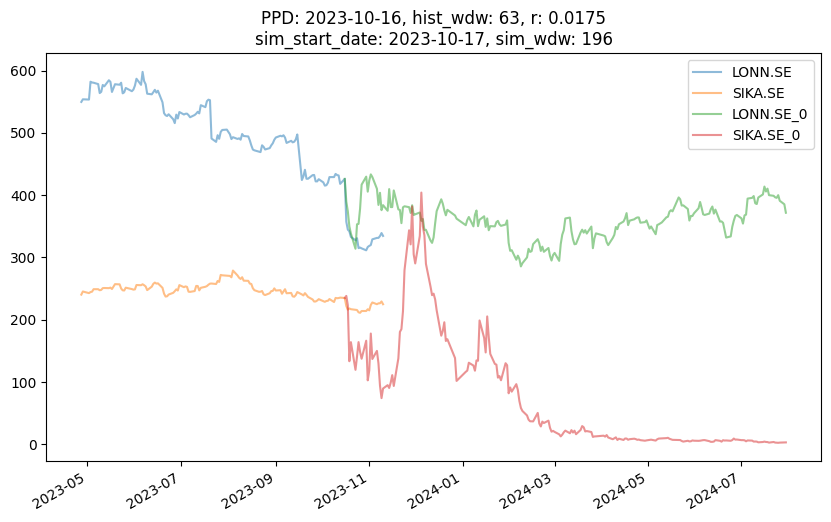 PPD: 2023-10-16, hist_wdw: 63, r: 0.0175
sim_start_date: 2023-10-17, sim_wdw: 196
LONN.SE
SIKA.SE
LONN.SE_0
SIKA.SE_0
600
500
400
300
200
100
0
2023-05
2023-07
2023-09
2023-11
2024-01
2024-03
2024-05
2024-07